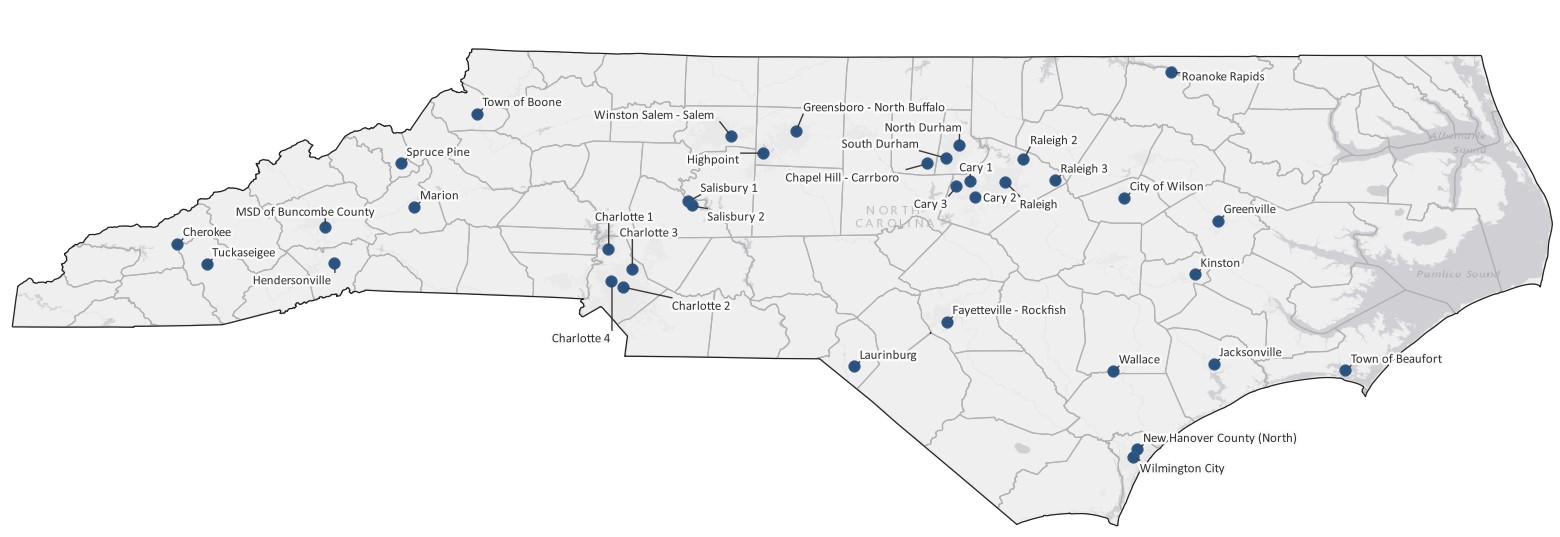 Roanoke Rapids
Town of Boone
Greensboro - North Buffalo
Winston Salem - Salem
North Durham
Albemarle
Sound
Raleigh 2
South Durham
Spruce Pine
Highpoint
Cary 1
Raleigh 3
Chapel Hill - Carrboro
Salisbury 1
City of Wilson
Marion
Cary 2
Cary 3
Raleigh
MSD of Buncombe County
NORTH
CAROLINA
Greenville
Salisbury 2
Charlotte 1
Cherokee
Charlotte 3
Tuckaseigee
Kinston
Pamlico Sound
Hendersonville
Charlotte 2
Fayetteville - Rockfish
Charlotte 4
Laurinburg
Wallace
Jacksonville
Town of Beaufort
New Hanover County (North)
Wilmington City